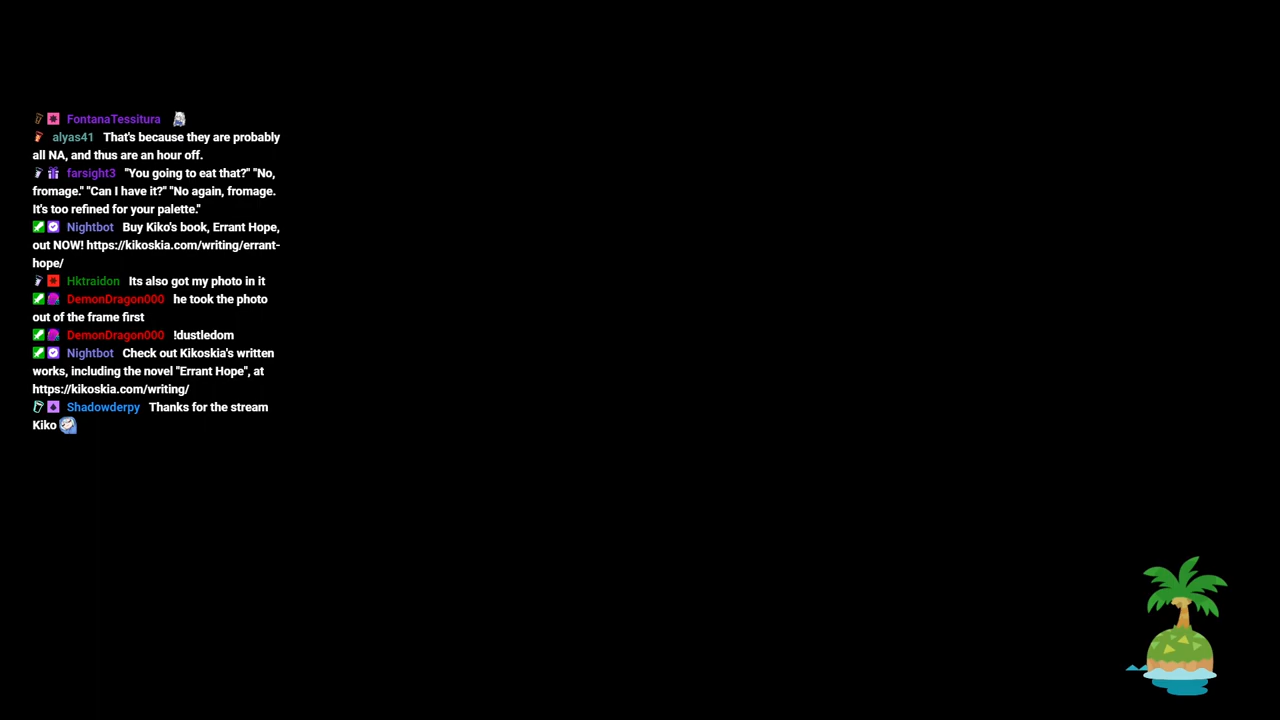 FontanaTessitura
alyas41 That's because they are probably
all NA, and thus are an hour off.
farsight3 "You going to eat that?" "No,
fromage." "Can I have it?" "No again, fromage.
It's too refined for your palette."
Nightbot Buy Kiko's book, Errant Hope,
out NOW! https://kikoskia.com/writing/errant-
hope/
Hktraidon Its also got my photo in it
DemonDragon000 he took the photo
out of the frame first
DemonDragon000 !dustledom
Nightbot Check out Kikoskia's written
works, including the novel "Errant Hope", at
https://kikoskia.com/writing/
Shadowderpy Thanks for the stream
Kiko